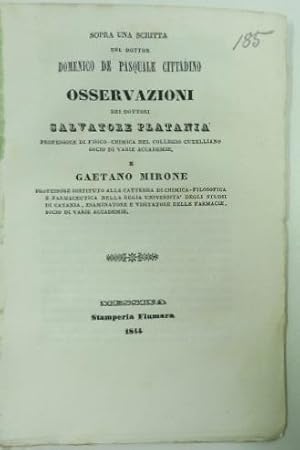 185
SOPRA UNA SCRITTA
DEL DOTTOR
DOMENICO DE PASQUALE CITTADINO
OSSERVAZIONI
DEI DOTTORI
SALVATORE PLATANIA
PROFESSORE DI FISICO-CHIMICA NEL COLLEGIO CUTELLIANO
SOCIO DI VARIE ACCADEMIE,
E
GAETANO MIRONE
PROFESSORE SOSTITUTO ALLA CATTEDRA DI CHIMICA-FILOSOFICA
E FARMACEUTICA DELLA REGIA UNIVERSITA' DEGLI STUDII
DI CATANIA, ESAMINATORE E VISITATORE DELLE FARMACIE,
SOCIO DI VARIE ACCADEMIE,
MESSINA
Stamperia Fiumara
1844